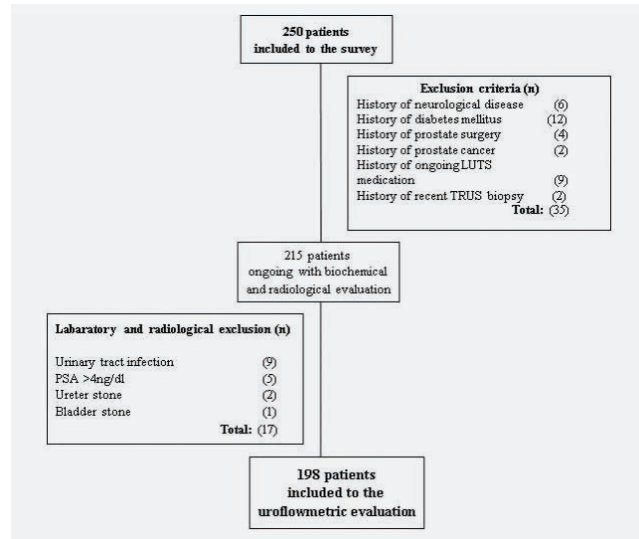 250 patients
included to the survey
Exclusion criteria (n)
History of neurological disease (6)
History of diabetes mellitus (12)
History of prostate surgery (4)
History of prostate cancer (2)
History of ongoing LUTS
medication (9)
History of recent TRUS biopsy (2)
Total: (35)
215 patients
ongoing with biochemical
and radiological evaluation
Labaratory and radiological exclusion (n)
Urinary tract infection (9)
PSA >4ng/dl (5)
Ureter stone (2)
Bladder stone (1)
Total: (17)
198 patients
included to the
uroflowmetric evaluation